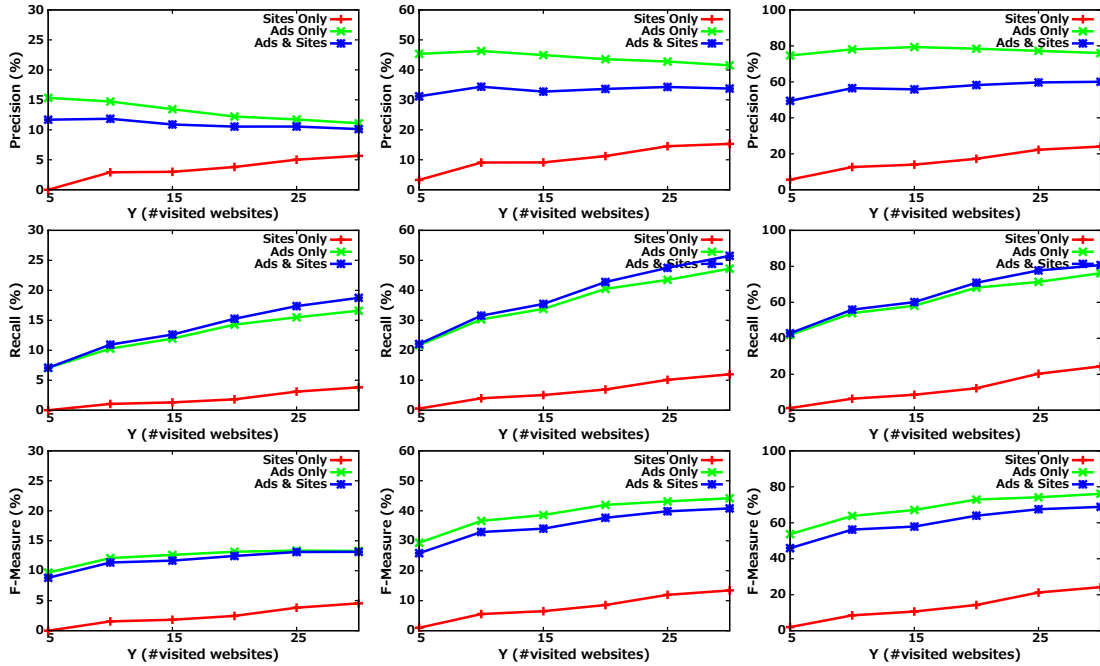 Precision (%)
30
25
20
15
10
5
0
Sites Only
Ads Only
Ads & Sites
5
15
25
Y (#visited websites)
Precision (%)
60
50
40
30
20
10
0
Sites Only
Ads Only
Ads & Sites
5
15
25
Y (#visited websites)
Precision (%)
100
80
60
40
20
0
Sites Only
Ads Only
Ads & Sites
5
15
25
Y (#visited websites)
Recall (%)
30
25
20
15
10
5
0
Sites Only
Ads Only
Ads & Sites
5
15
25
Y (#visited websites)
Recall (%)
60
50
40
30
20
10
0
Sites Only
Ads Only
Ads & Sites
5
15
25
Y (#visited websites)
Recall (%)
100
80
60
40
20
0
Sites Only
Ads Only
Ads & Sites
5
15
25
Y (#visited websites)
F-Measure (%)
30
25
20
15
10
5
0
Sites Only
Ads Only
Ads & Sites
5
15
25
Y (#visited websites)
F-Measure (%)
60
50
40
30
20
10
0
Sites Only
Ads Only
Ads & Sites
5
15
25
Y (#visited websites)
F-Measure (%)
100
80
60
40
20
0
Sites Only
Ads Only
Ads & Sites
5
15
25
Y (#visited websites)